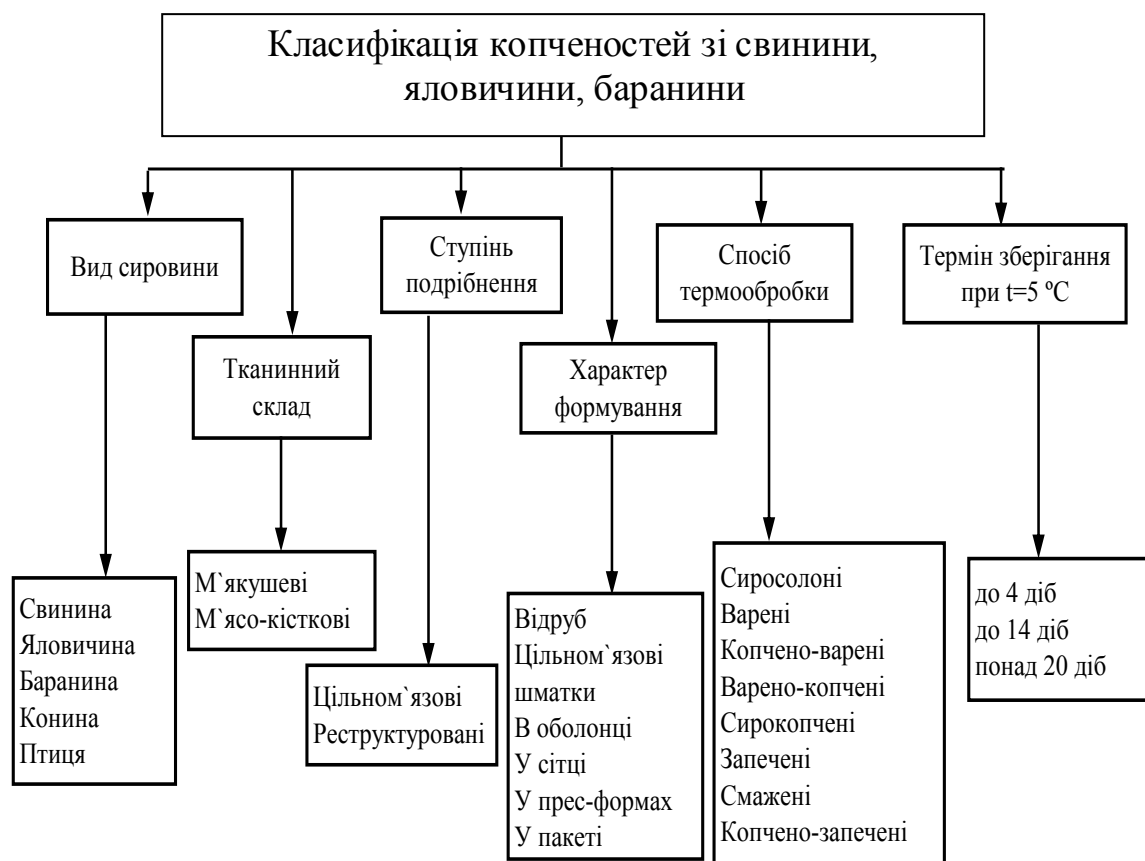 Класифікація копченостей зі свинини,
яловичини, баранини
Вид сировини
Тканинний
склад
Ступінь
подрібнення
Характер
формування
Спосіб
термообробки
Термін зберігання
при t=5 ºС
Свинина
Яловичина
Баранина
Конина
Птиця
М`якушеві
М`ясо-кісткові
Цільном`язові
Реструктуровані
Відруб
Цільном`язові
шматки
В оболонці
У сітці
У прес-формах
У пакеті
Сиросолоні
Варені
Копчено-варені
Варено-копчені
Сирокопчені
Запечені
Смажені
Копчено-запечені
до 4 діб
до 14 діб
понад 20 діб